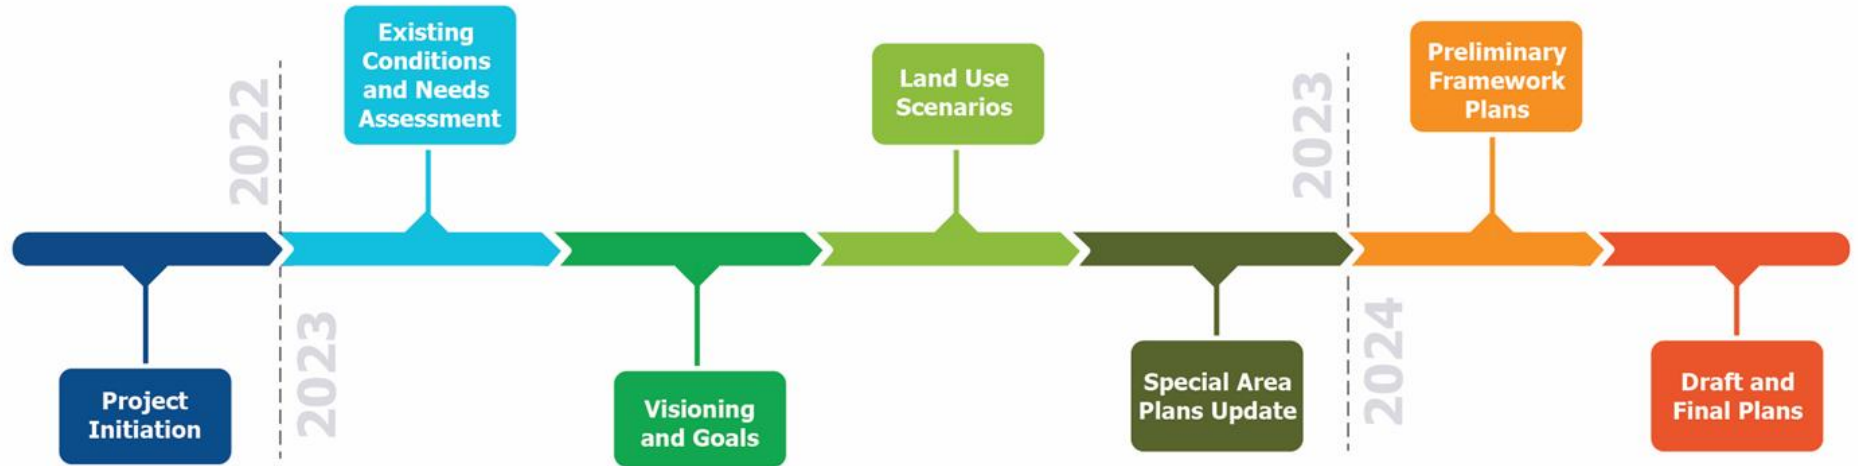 Project
Initiation
2022
2023
Existing
Conditions
and Needs
Assessment
Visioning
and Goals
Land Use
Scenarios
Special Area
Plans Update
2023
2024
Preliminary
Framework
Plans
Draft and
Final Plans